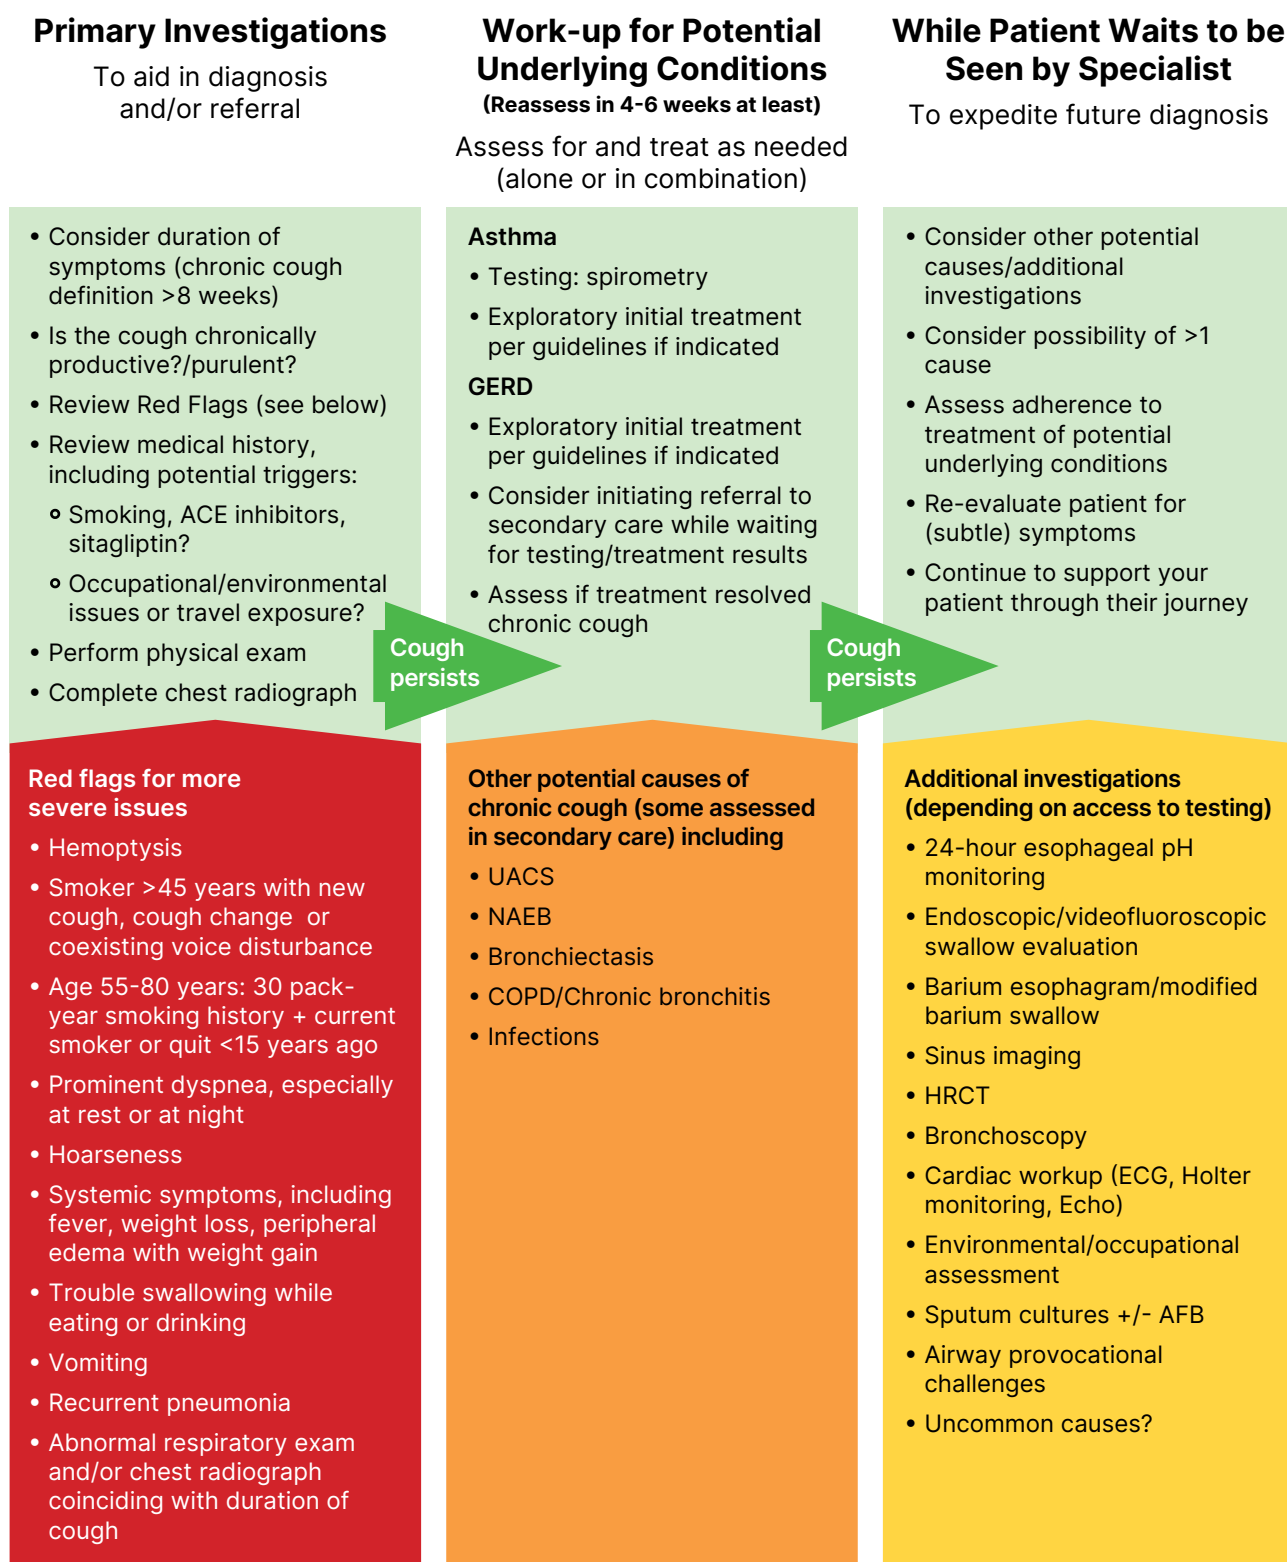 Primary Investigations
To aid in diagnosis
and/or referral
• Consider duration of
symptoms (chronic cough
definition >8 weeks)
• Is the cough chronically
productive?/purulent?
• Review Red Flags (see below)
• Review medical history,
including potential triggers:
Smoking, ACE inhibitors,
sitagliptin?
Occupational/environmental
issues or travel exposure?
• Perform physical exam
• Complete chest radiograph
Cough
persists
Red flags for more
severe issues
• Hemoptysis
• Smoker >45 years with new
cough, cough change or
coexisting voice disturbance
• Age 55-80 years: 30 pack-
year smoking history + current
smoker or quit <15 years ago
• Prominent dyspnea, especially
at rest or at night
• Hoarseness
• Systemic symptoms, including
fever, weight loss, peripheral
edema with weight gain
• Trouble swallowing while
eating or drinking
• Vomiting
• Recurrent pneumonia
• Abnormal respiratory exam
and/or chest radiograph
coinciding with duration of
cough
Work-up for Potential
Underlying Conditions
(Reassess in 4-6 weeks at least)
Assess for and treat as needed
(alone or in combination)
Asthma
• Testing: spirometry
• Exploratory initial treatment
per guidelines if indicated
GERD
• Exploratory initial treatment
per guidelines if indicated
• Consider initiating referral to
secondary care while waiting
for testing/treatment results
• Assess if treatment resolved
chronic cough
Cough
persists
Other potential causes of
chronic cough (some assessed
in secondary care) including
• UACS
• NAEB
• Bronchiectasis
• COPD/Chronic bronchitis
• Infections
While Patient Waits to be
Seen by Specialist
To expedite future diagnosis
• Consider other potential
causes/additional
investigations
• Consider possibility of >1
cause
• Assess adherence to
treatment of potential
underlying conditions
• Re-evaluate patient for
(subtle) symptoms
• Continue to support your
patient through their journey
Additional investigations
(depending on access to testing)
• 24-hour esophageal pH
monitoring
• Endoscopic/videofluoroscopic
swallow evaluation
• Barium esophagram/modified
barium swallow
• Sinus imaging
• HRCT
• Bronchoscopy
• Cardiac workup (ECG, Holter
monitoring, Echo)
• Environmental/occupational
assessment
• Sputum cultures +/- AFB
• Airway provocational
challenges
• Uncommon causes?